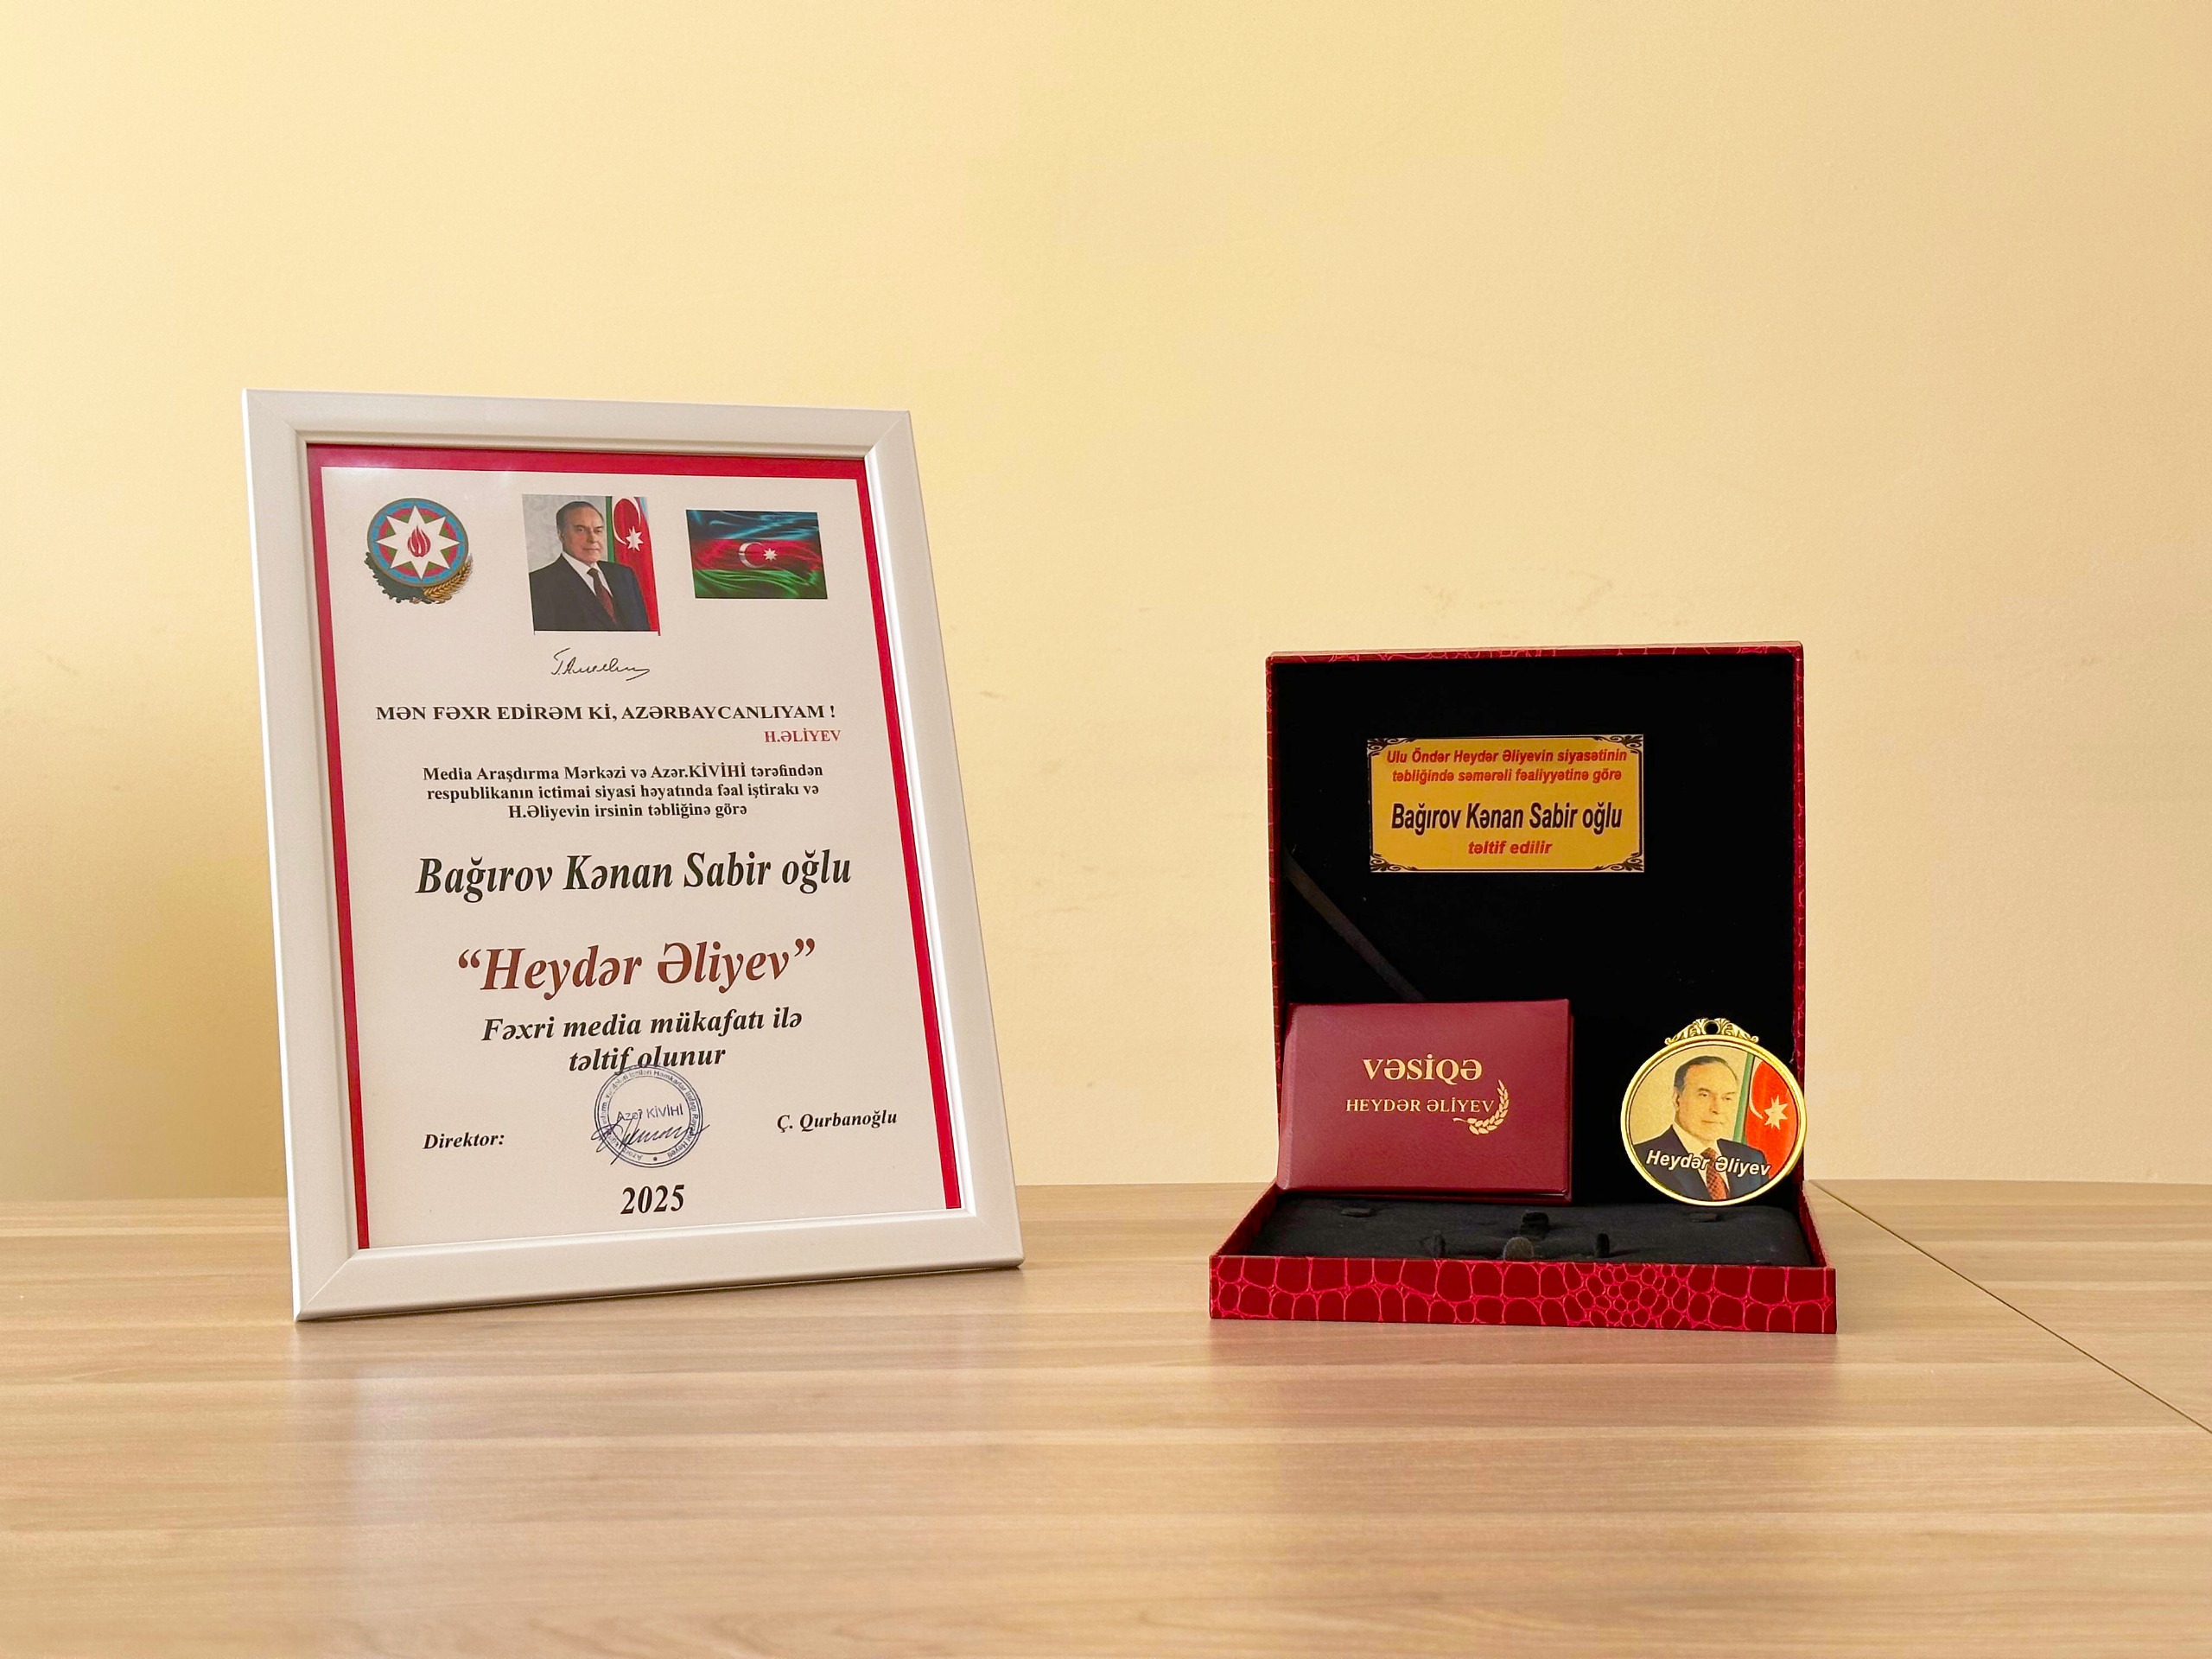 MƏN FƏXR EDİRƏM Kİ, AZƏRBAYCANLIYAM !
H.ƏLİYEV
Media Araşdırma Mərkəzi və Azər.KİVİHİ tərəfindən
respublikanın ictimai siyasi həyatında fəal iştirakı və
H.Əliyevin irsinin təbliğinə görə
Bağırov Kənan Sabir oğlu
“Heydər Əliyev”
Fəxri media mükafatı ilə
təltif olunur
Azər KİVİHİ
Direktor:
Ç. Qurbanoğlu
2025
Ulu Öndər Heydər Əliyevin siyasətinin
təbliğində səmərəli fəaliyyətinə görə
Bağırov Kənan Sabir oğlu
təltif edilir
VƏSİQƏ
HEYDƏR ƏLİYEV
Heydər Əliyev